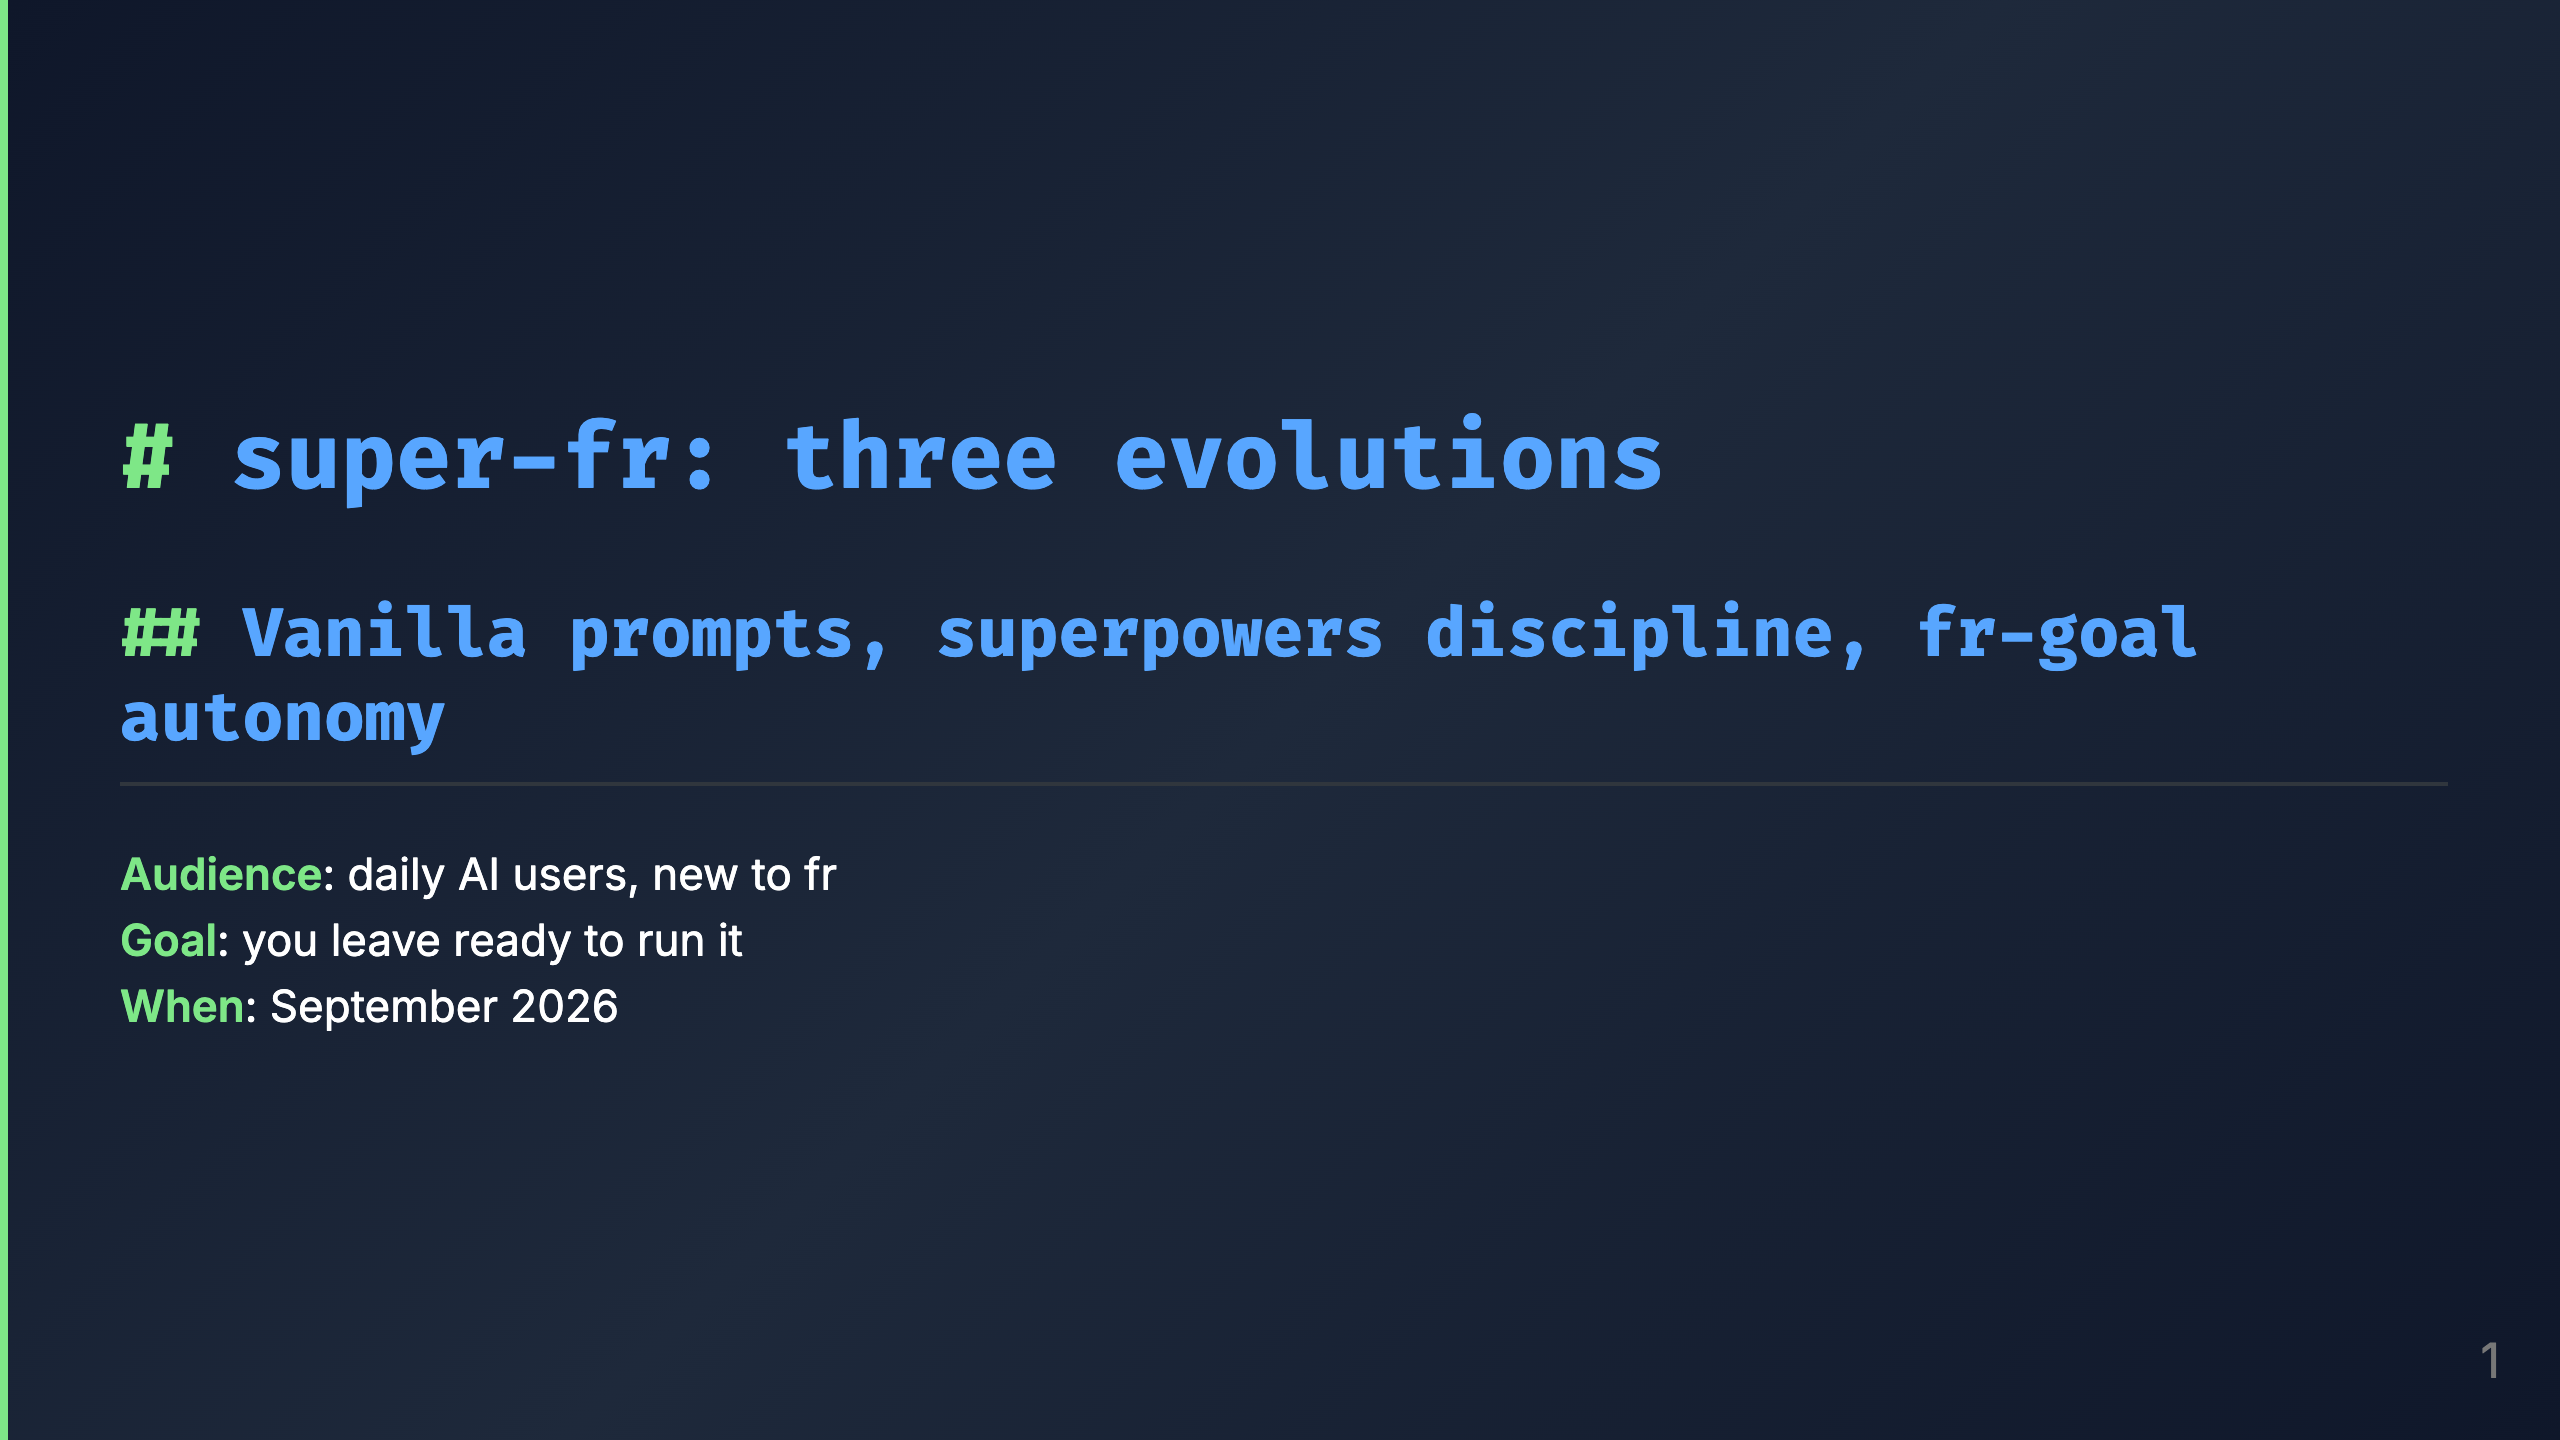 # super-fr: three evolutions
## Vanilla prompts, superpowers discipline, fr-goal
autonomy
Audience: daily AI users, new to fr
Goal: you leave ready to run it
When: September 2026
1